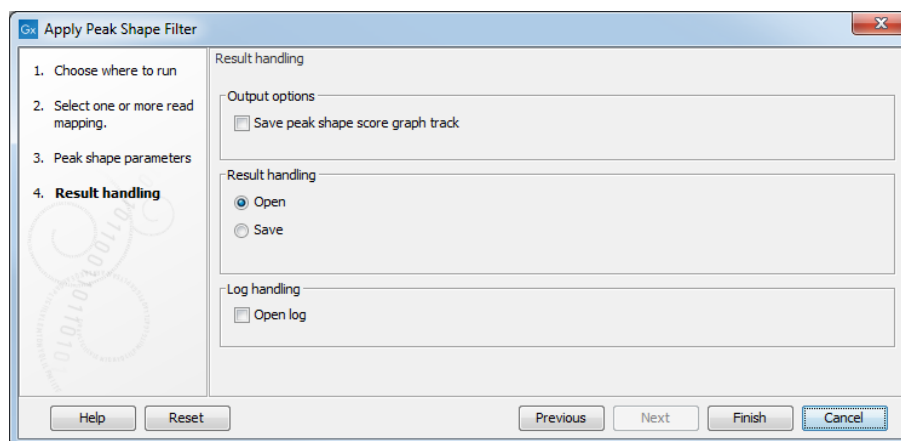 Gx Apply Peak Shape Filter
1. Choose where to run
2. Select one or more read
mapping.
3. Peak shape parameters
4. Result handling
Result handling
Output options
Save peak shape score graph track
Result handling
Open
Save
Log handling
Open log
Help
Reset
Previous
Next
Finish
Cancel